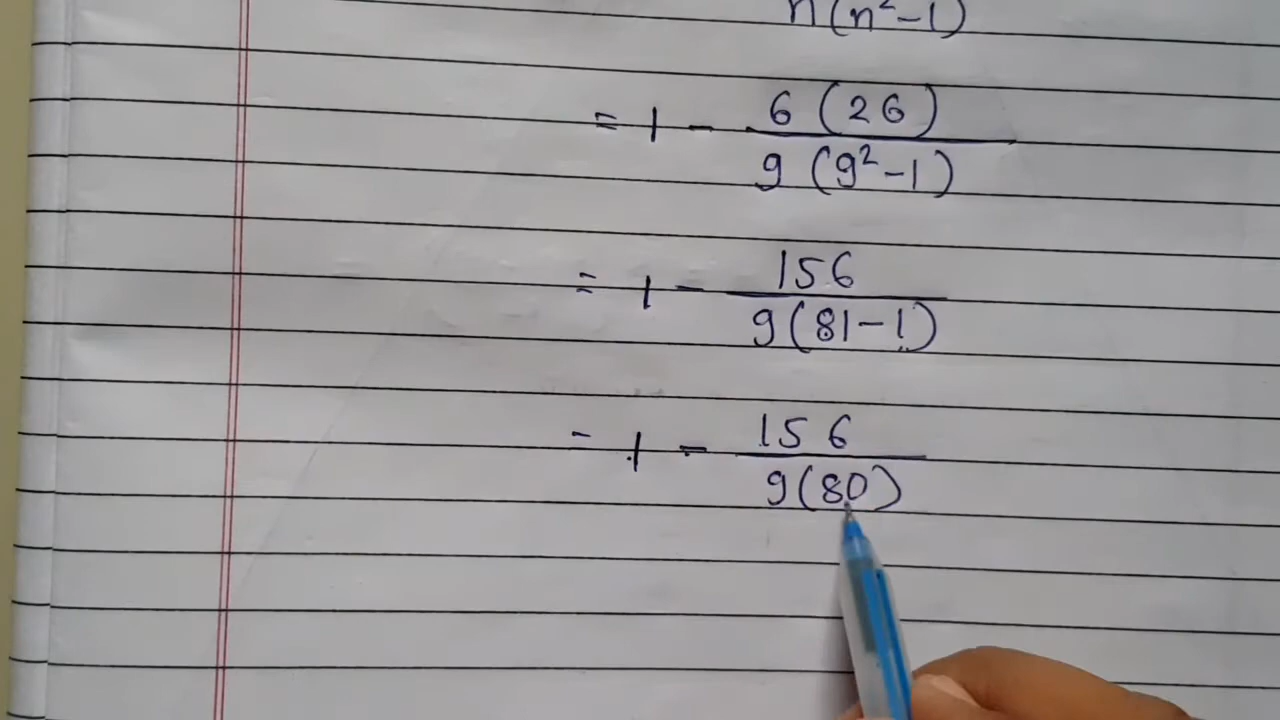 n(n²-1)
= 1 - 6(26) / 9(9²-1)
= 1 - 156 / 9(81-1)
= 1 - 156 / 9(80)